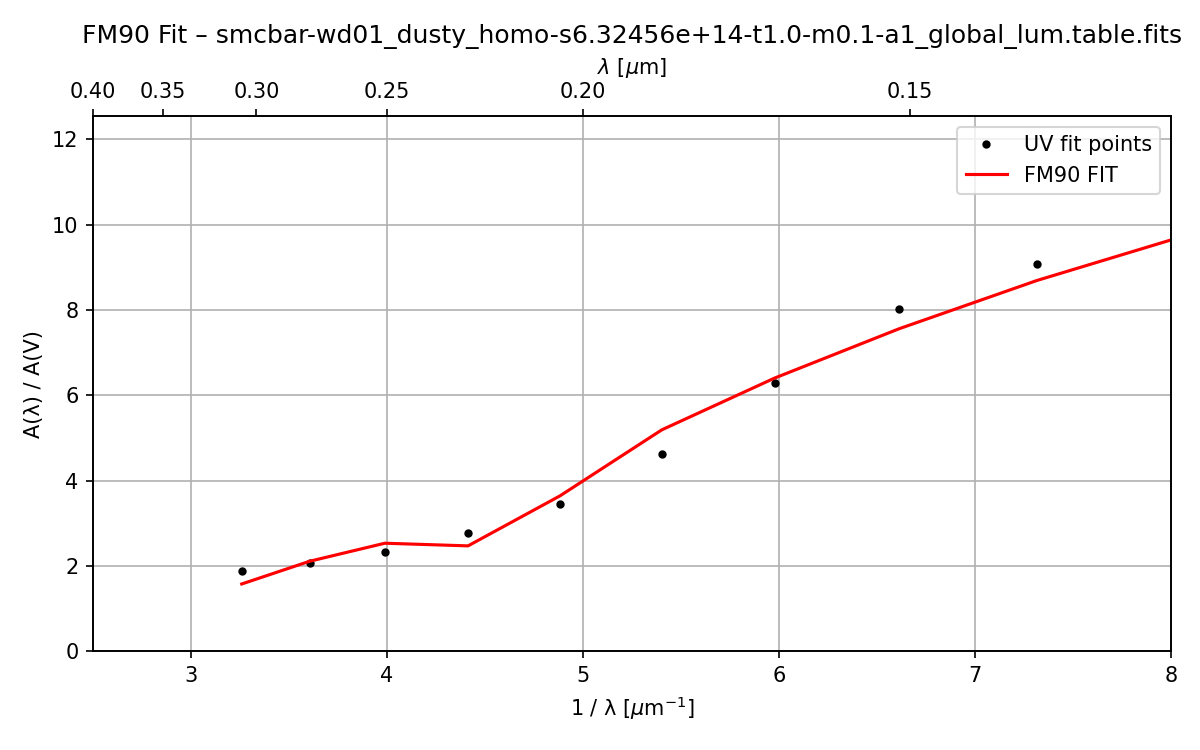 FM90 Fit – smcbar-wd01_dusty_homo-s6.32456e+14-t1.0-m0.1-a1_global_lum.table.fits
λ [μm]
0.40 0.35 0.30 0.25 0.20 0.15
12
10
8
6
4
2
0
A(λ) / A(V)
UV fit points
FM90 FIT
3 4 5 6 7 8
1 / λ [μm⁻¹]